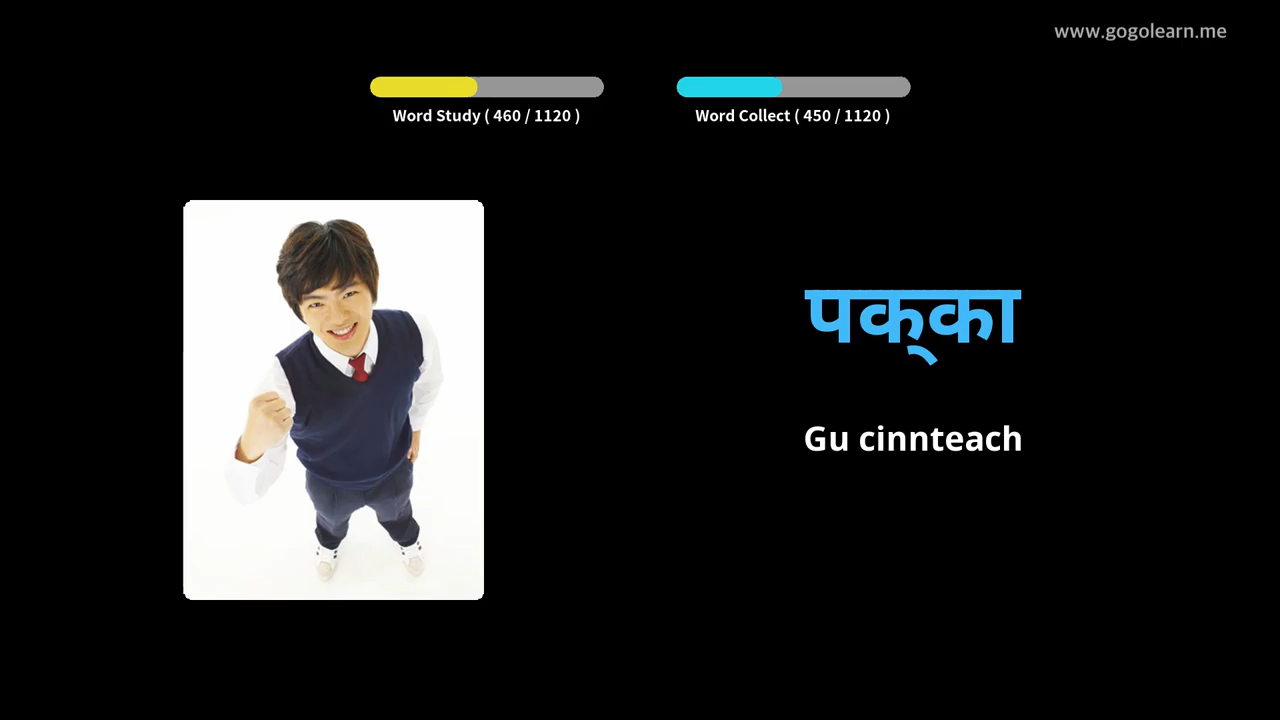 www.gogolearn.me
Word Study ( 460 / 1120 )
Word Collect ( 450 / 1120 )
पक्‌का
Gu cinnteach